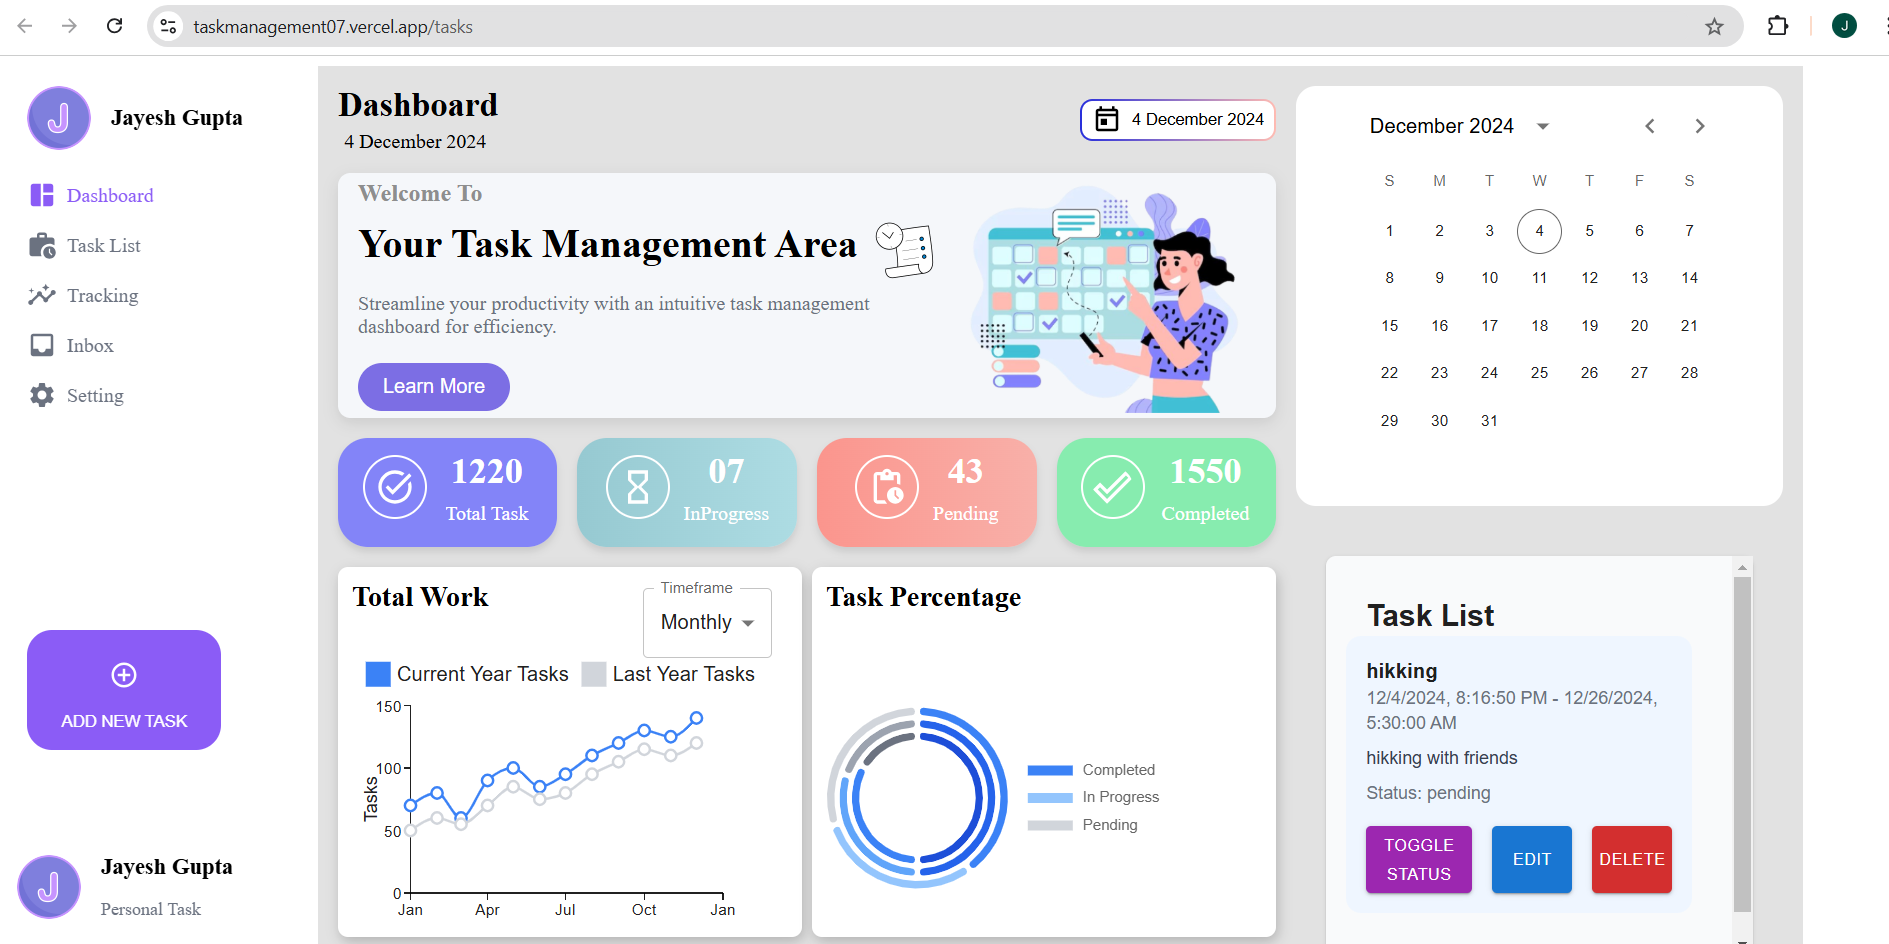 taskmanagement07.vercel.app/tasks
J
J
Jayesh Gupta
Dashboard
Task List
Tracking
Inbox
Setting
ADD NEW TASK
J
Jayesh Gupta
Personal Task
Dashboard
4 December 2024
4 December 2024
Welcome To
Your Task Management Area
Streamline your productivity with an intuitive task management
dashboard for efficiency.
Learn More
1220
Total Task
07
InProgress
43
Pending
1550
Completed
Total Work
Timeframe
Monthly
Current Year Tasks
Last Year Tasks
Tasks
150
100
50
0
Jan
Apr
Jul
Oct
Jan
Task Percentage
Completed
In Progress
Pending
December 2024
S M T W T F S
1 2 3 4 5 6 7
8 9 10 11 12 13 14
15 16 17 18 19 20 21
22 23 24 25 26 27 28
29 30 31
Task List
hikking
12/4/2024, 8:16:50 PM - 12/26/2024,
5:30:00 AM
hikking with friends
Status: pending
TOGGLE
STATUS
EDIT
DELETE